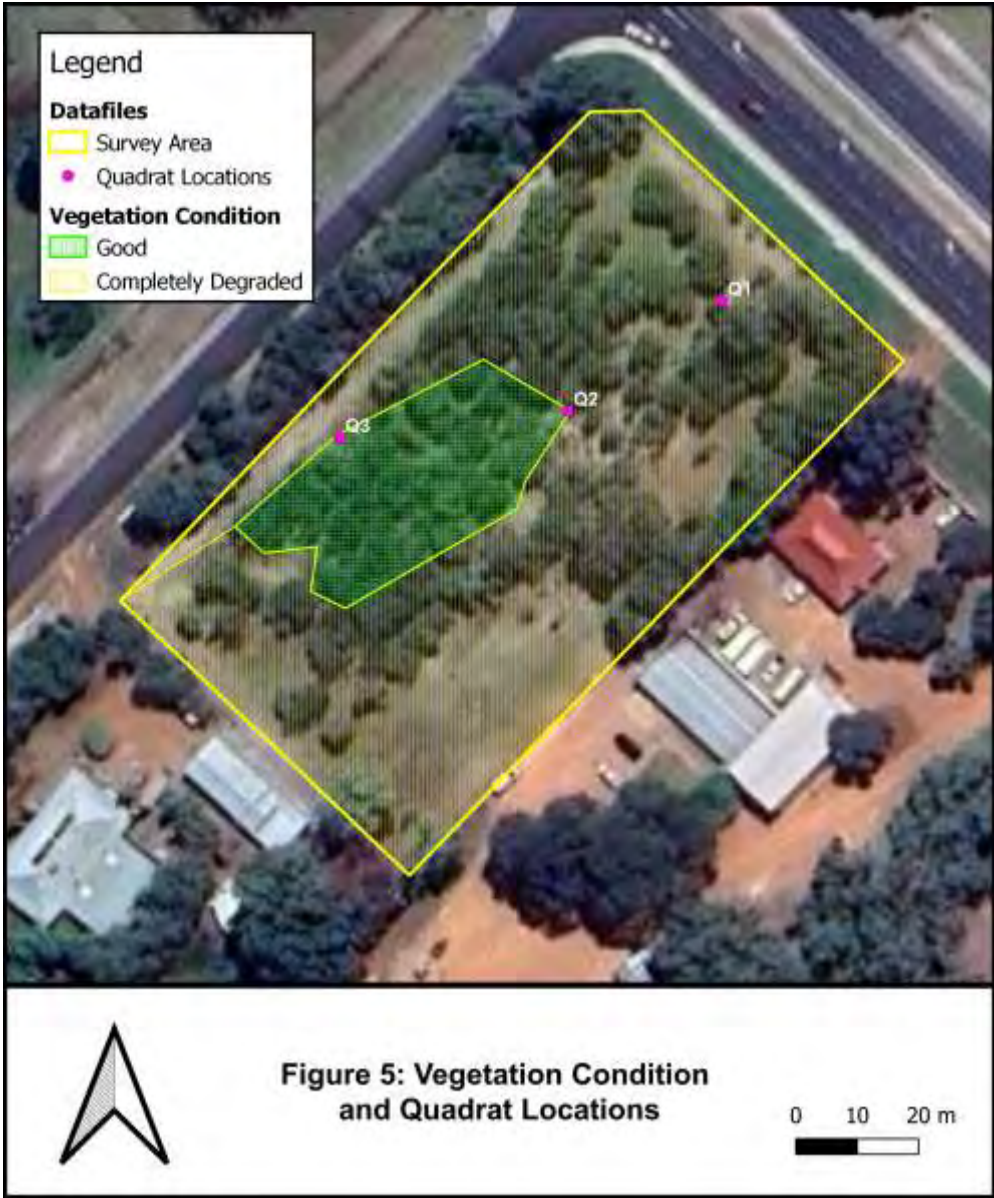 Legend
Datafiles
Survey Area
Quadrat Locations
Vegetation Condition
Good
Completely Degraded
Q1
Q2
Q3
Figure 5: Vegetation Condition
and Quadrat Locations
0 10 20 m